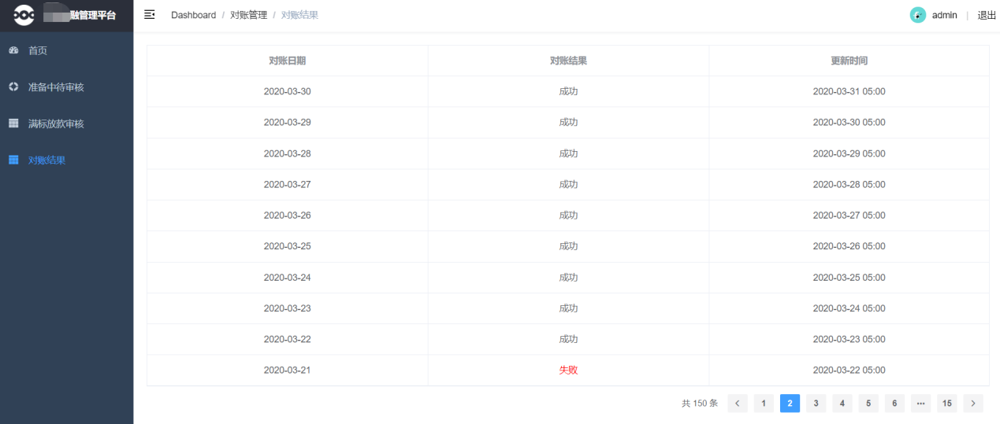 融管理平台
Dashboard / 对账管理 / 对账结果
admin | 退出
首页
准备中待审核
满标放款审核
对账结果
对账日期 对账结果 更新时间
2020-03-30 成功 2020-03-31 05:00
2020-03-29 成功 2020-03-30 05:00
2020-03-28 成功 2020-03-29 05:00
2020-03-27 成功 2020-03-28 05:00
2020-03-26 成功 2020-03-27 05:00
2020-03-25 成功 2020-03-26 05:00
2020-03-24 成功 2020-03-25 05:00
2020-03-23 成功 2020-03-24 05:00
2020-03-22 成功 2020-03-23 05:00
2020-03-21 失败 2020-03-22 05:00
共 150 条 1 2 3 4 5 6 ••• 15